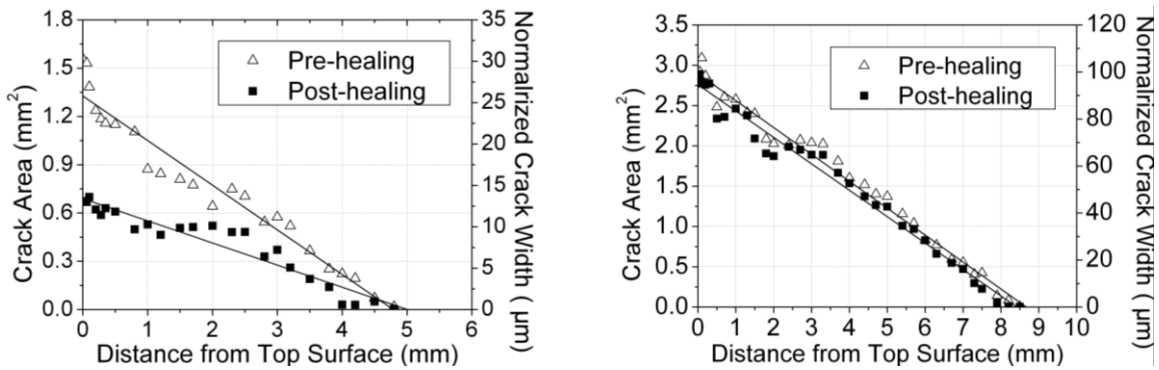 1.8
1.5
1.2
0.9
0.6
0.3
0.0
Crack Area (mm²)
Pre-healing
Post-healing
35
30
25
20
15
10
5
0
Normalrized Crack Width ( μm)
0 1 2 3 4 5 6 7
Distance from Top Surface (mm)
3.5
3.0
2.5
2.0
1.5
1.0
0.5
0.0
Crack Area (mm²)
Pre-healing
Post-healing
120
100
80
60
40
20
0
Normalrized Crack Width ( μm)
0 1 2 3 4 5 6 7 8 9 10
Distance from Top Surface (mm)